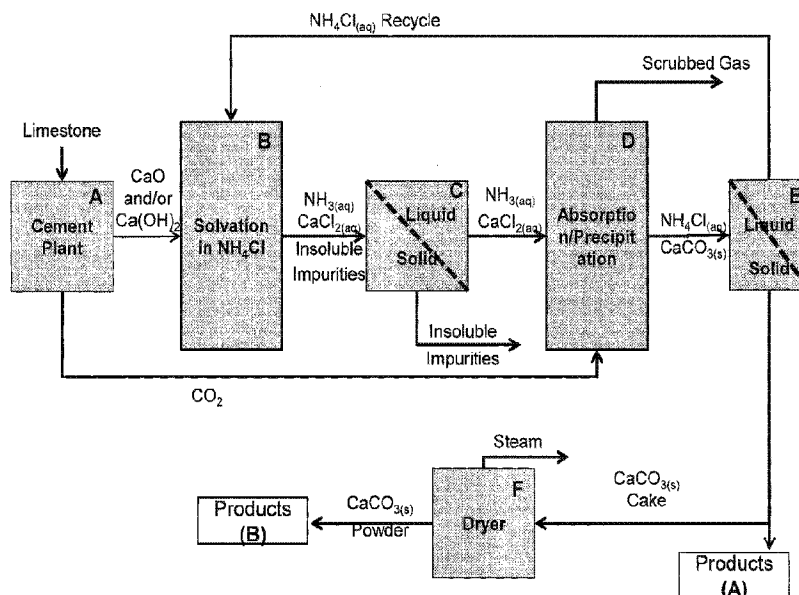 NH₄Cl(aq) Recycle
Scrubbed Gas
Limestone
A
Cement
Plant
CaO
and/or
Ca(OH)₂
B
Solvation
in NH₄Cl
NH₃(aq)
CaCl₂(aq)
Insoluble
Impurities
C
Liquid
Solid
Insoluble
Impurities
NH₃(aq)
CaCl₂(aq)
D
Absorptio
n/Precipit
ation
NH₄Cl(aq)
CaCO₃(s)
E
Liquid
Solid
CO₂
Steam
F
Dryer
CaCO₃(s)
Cake
CaCO₃(s)
Powder
Products
(B)
Products
(A)